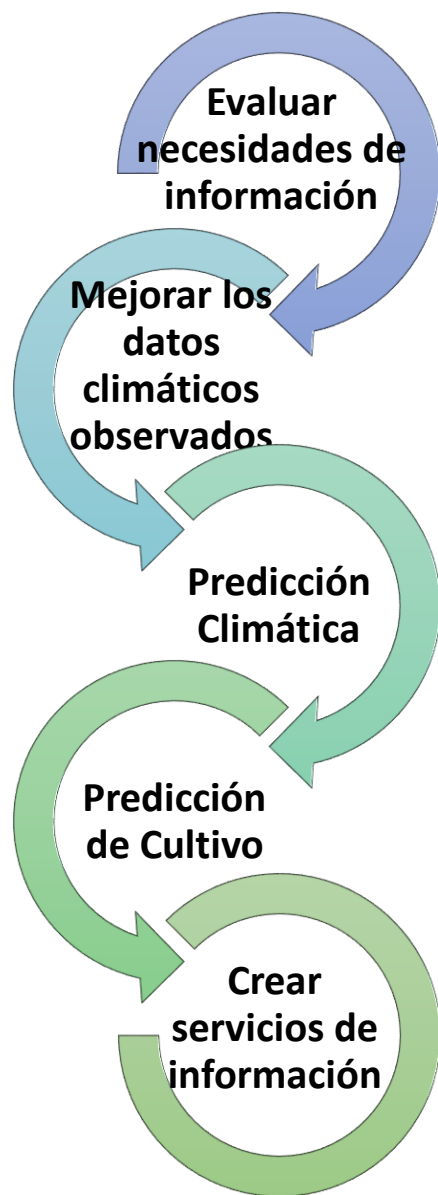 Evaluar
necesidades de
información
Mejorar los
datos
climáticos
observados
Predicción
Climática
Predicción
de Cultivo
Crear
servicios de
información